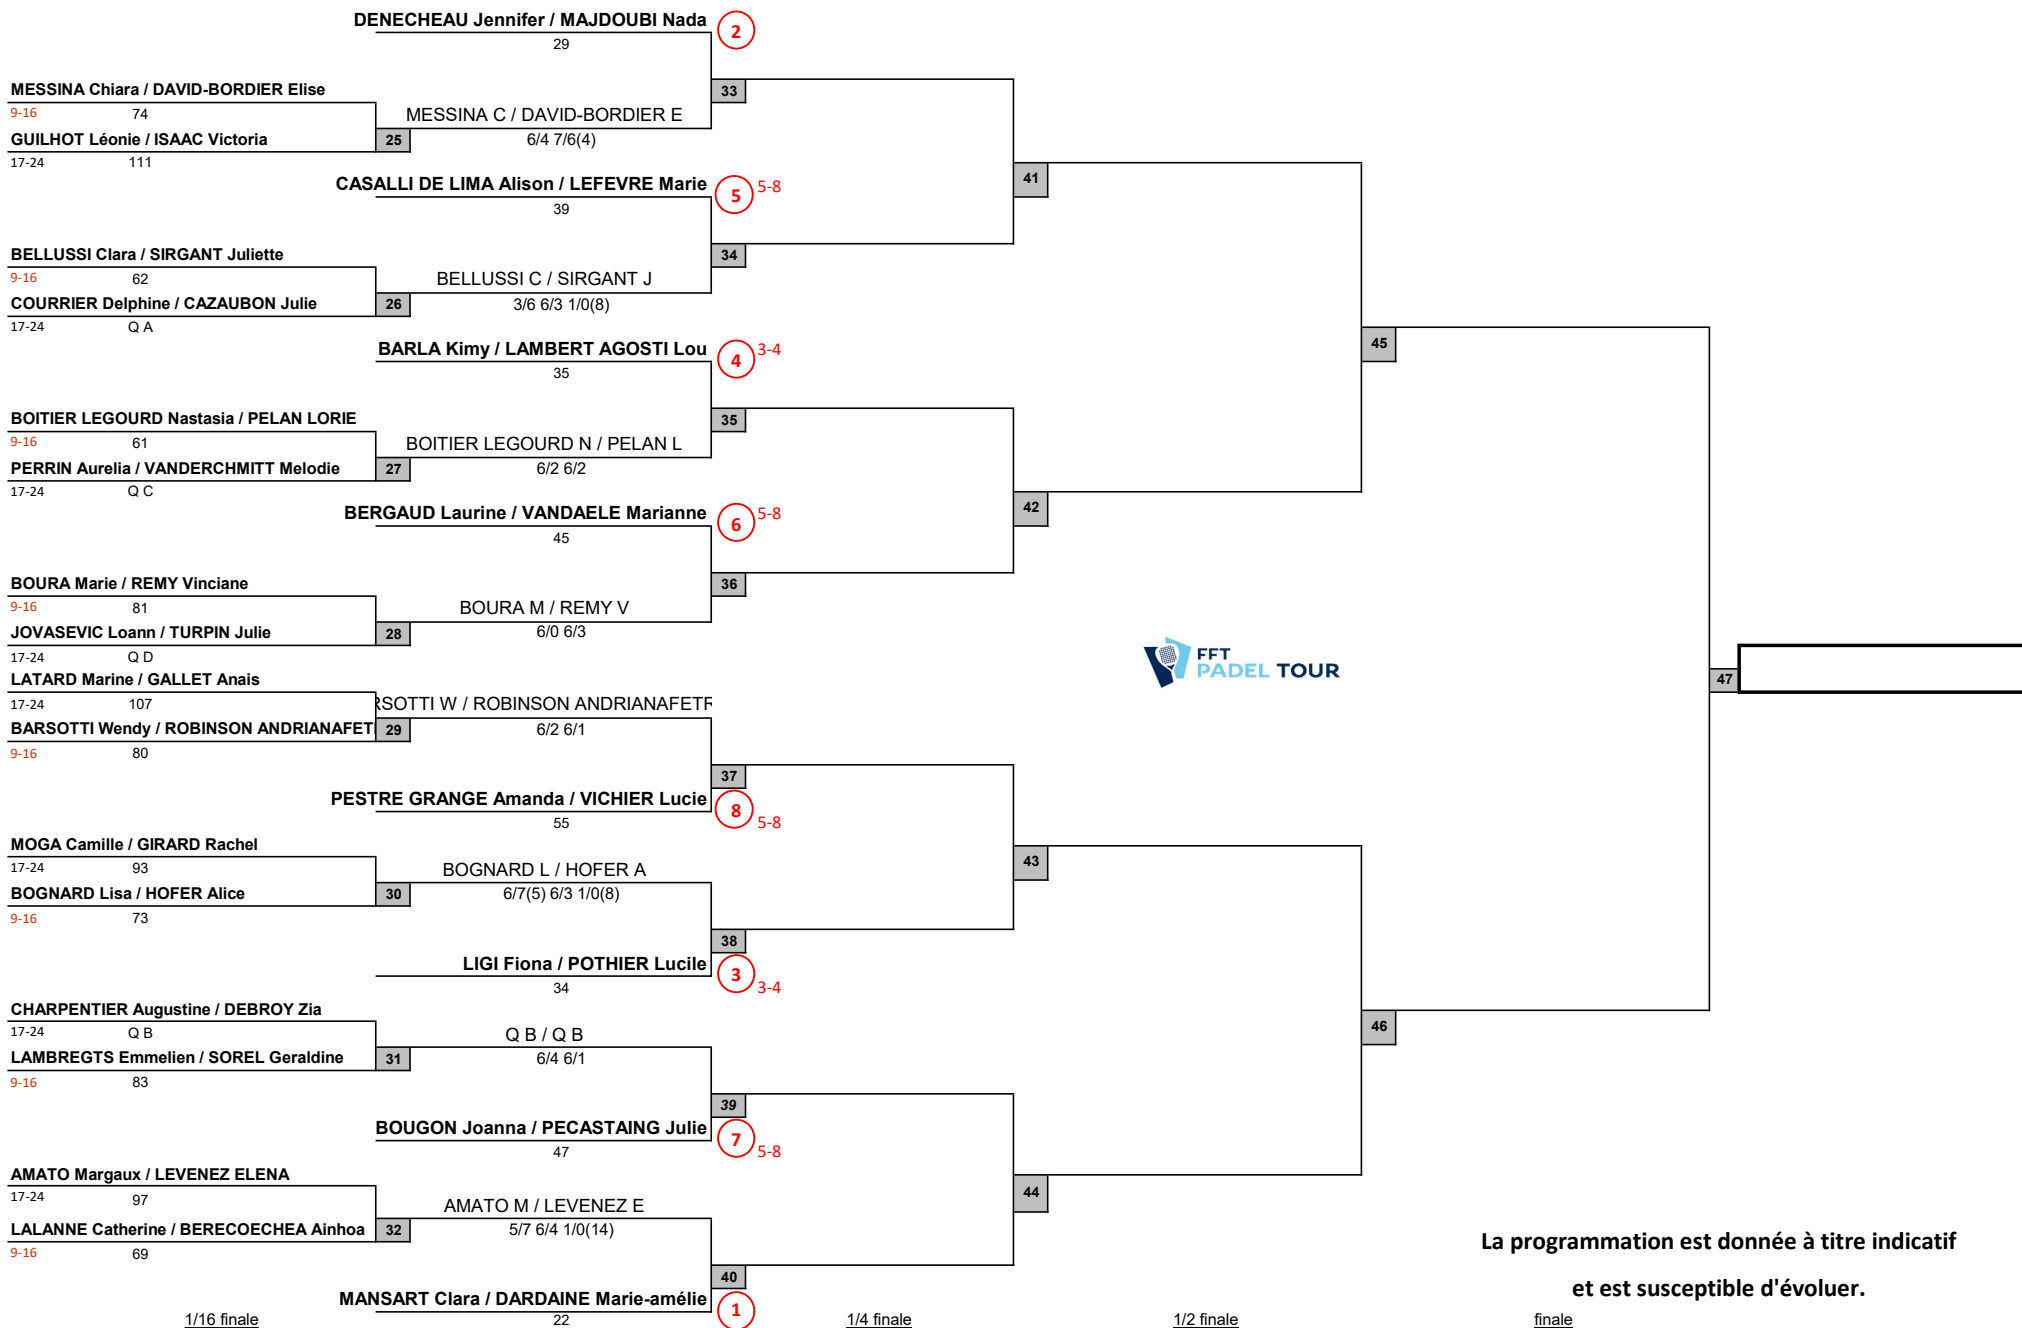 DENECHEAU Jennifer / MAJDOUBI Nada 2
29
MESSINA Chiara / DAVID-BORDIER Elise
33
9-16 74
MESSINA C / DAVID-BORDIER E
GUILHOT Léonie / ISAAC Victoria 25
6/4 7/6(4)
17-24 111
CASALLI DE LIMA Alison / LEFEVRE Marie 5 5-8
41
39
BELLUSSI Clara / SIRGANT Juliette
34
9-16 62
BELLUSSI C / SIRGANT J
COURRIER Delphine / CAZAUBON Julie 26
3/6 6/3 1/0(8)
17-24 Q A
BARLA Kimy / LAMBERT AGOSTI Lou 4 3-4
45
35
BOITIER LEGOURD Nastasia / PELAN LORIE
35
9-16 61
BOITIER LEGOURD N / PELAN L
PERRIN Aurelia / VANDERCHMITT Melodie 27
6/2 6/2
17-24 Q C
BERGAUD Laurine / VANDAELE Marianne 6 5-8
42
45
BOURA Marie / REMY Vinciane
36
9-16 81
BOURA M / REMY V
JOVASEVIC Loann / TURPIN Julie 28
6/0 6/3
17-24 Q D
FFT
PADEL TOUR
LATARD Marine / GALLET Anais
47
17-24 107
RSOTTI W / ROBINSON ANDRIANAFETR
BARSOTTI Wendy / ROBINSON ANDRIANAFETI 29
6/2 6/1
9-16 80
37
PESTRE GRANGE Amanda / VICHIER Lucie 8 5-8
55
MOGA Camille / GIRARD Rachel
43
17-24 93
BOGNARD L / HOFER A
BOGNARD Lisa / HOFER Alice 30
6/7(5) 6/3 1/0(8)
9-16 73
38
LIGI Fiona / POTHIER Lucile 3 3-4
34
CHARPENTIER Augustine / DEBROY Zia
46
17-24 Q B
Q B / Q B
LAMBREGTS Emmelien / SOREL Geraldine 31
6/4 6/1
9-16 83
39
BOUGON Joanna / PECASTAING Julie 7 5-8
47
AMATO Margaux / LEVENEZ ELENA
44
17-24 97
AMATO M / LEVENEZ E
LALANNE Catherine / BERECOECHEA Ainhoa 32
5/7 6/4 1/0(14)
9-16 69
La programmation est donnée à titre indicatif
40
et est susceptible d'évoluer.
MANSART Clara / DARDAINE Marie-amélie 1
22
1/16 finale 1/4 finale 1/2 finale finale